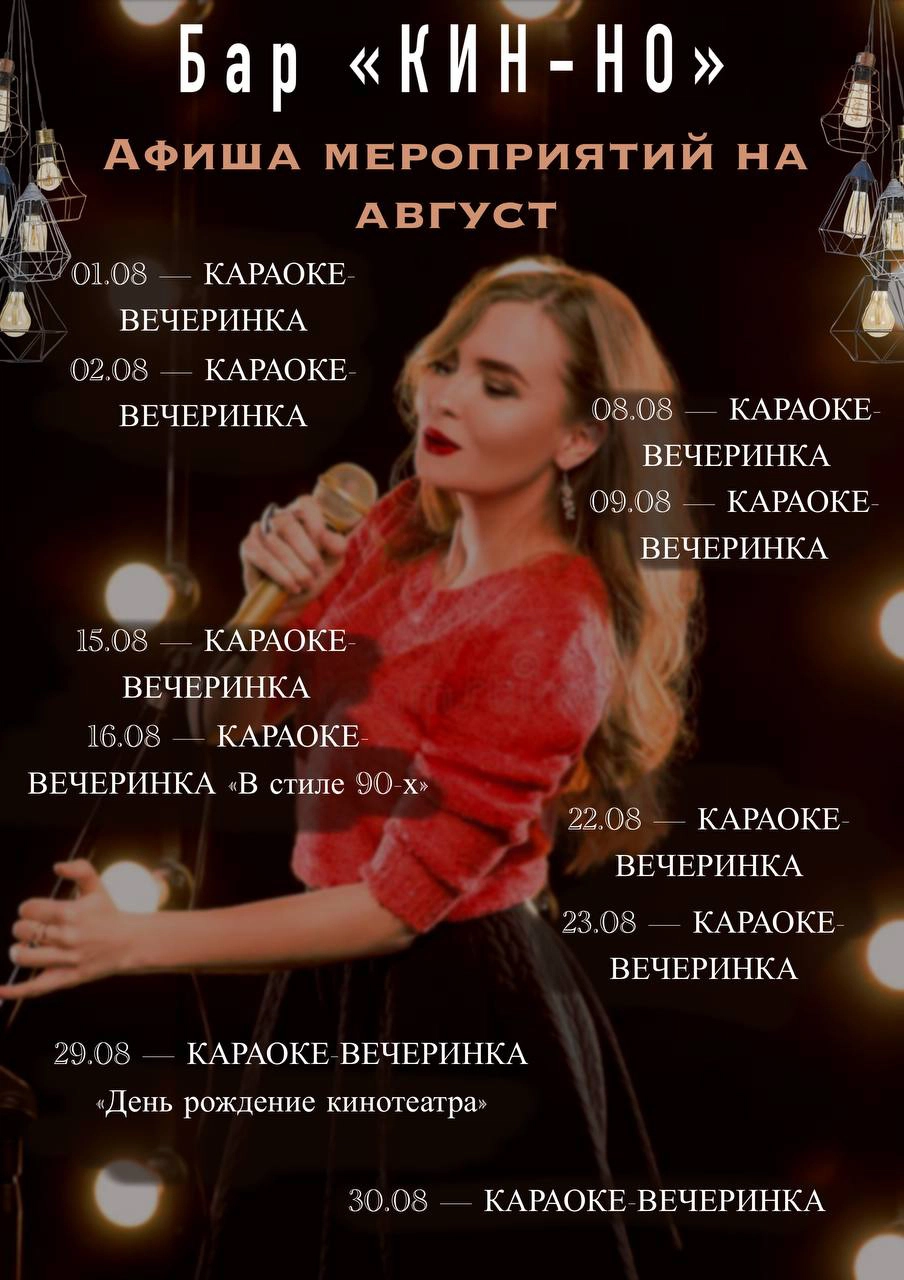 Бар «КИН-НО»
АФИША МЕРОПРИЯТИЙ НА
АВГУСТ
01.08 — КАРАОКЕ-
ВЕЧЕРИНКА
02.08 — КАРАОКЕ-
ВЕЧЕРИНКА
08.08 — КАРАОКЕ-
ВЕЧЕРИНКА
09.08 — КАРАОКЕ-
ВЕЧЕРИНКА
15.08 — КАРАОКЕ-
ВЕЧЕРИНКА
16.08 — КАРАОКЕ-
ВЕЧЕРИНКА «В стиле 90-х»
22.08 — КАРАОКЕ-
ВЕЧЕРИНКА
23.08 — КАРАОКЕ-
ВЕЧЕРИНКА
29.08 — КАРАОКЕ-ВЕЧЕРИНКА
«День рождение кинотеатра»
30.08 — КАРАОКЕ-ВЕЧЕРИНКА